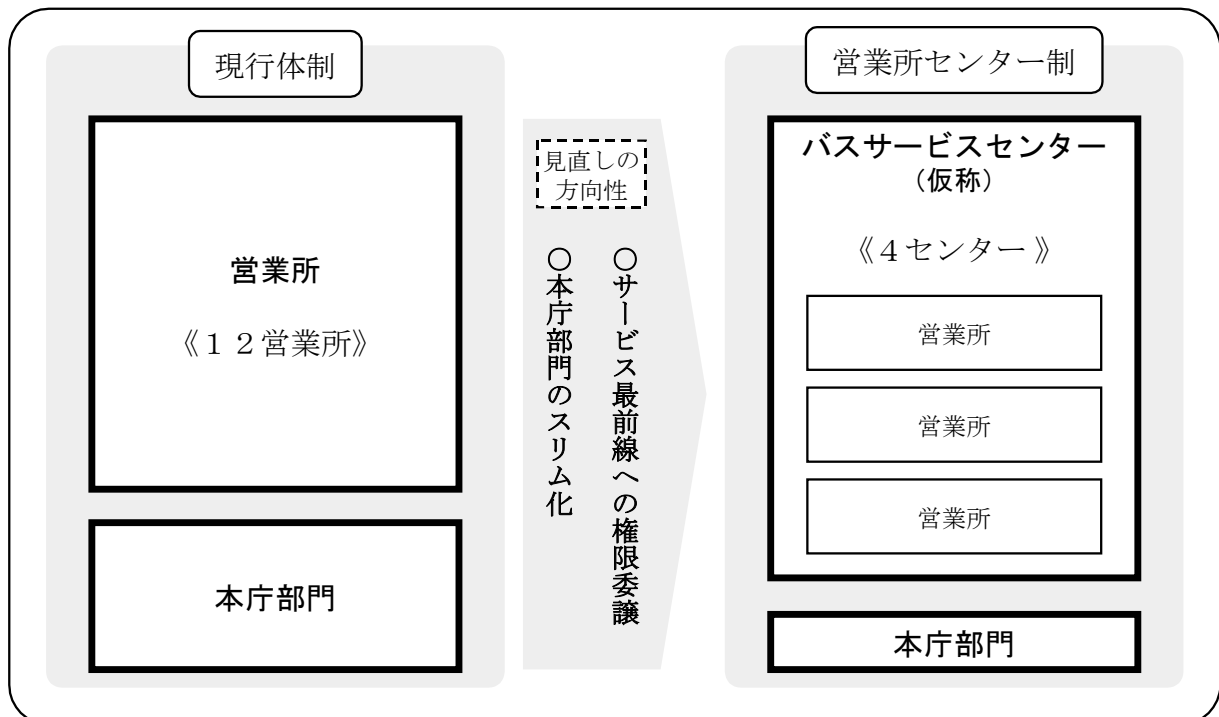 現行体制
営業所
《１２営業所》
本庁部門
見直しの
方向性
○サービス最前線への権限委譲
○本庁部門のスリム化
営業所センター制
バスサービスセンター
（仮称）
《４センター》
営業所
営業所
営業所
本庁部門